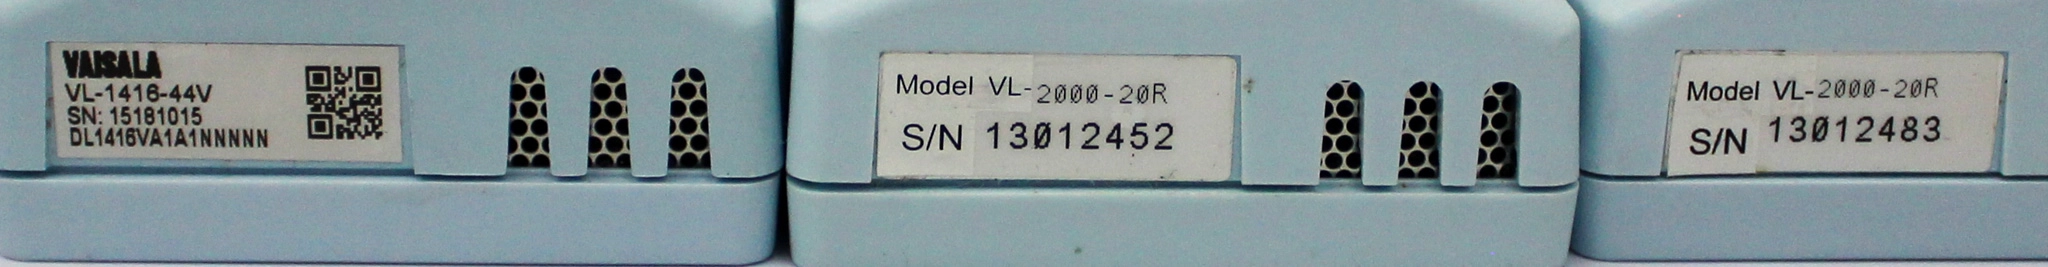 VAISALA
VL-1416-44V
SN: 15181015
DL1416VA1A1NNNNN
Model VL-2000-20R
S/N 13012452
Model VL-2000-20R
S/N 13012483